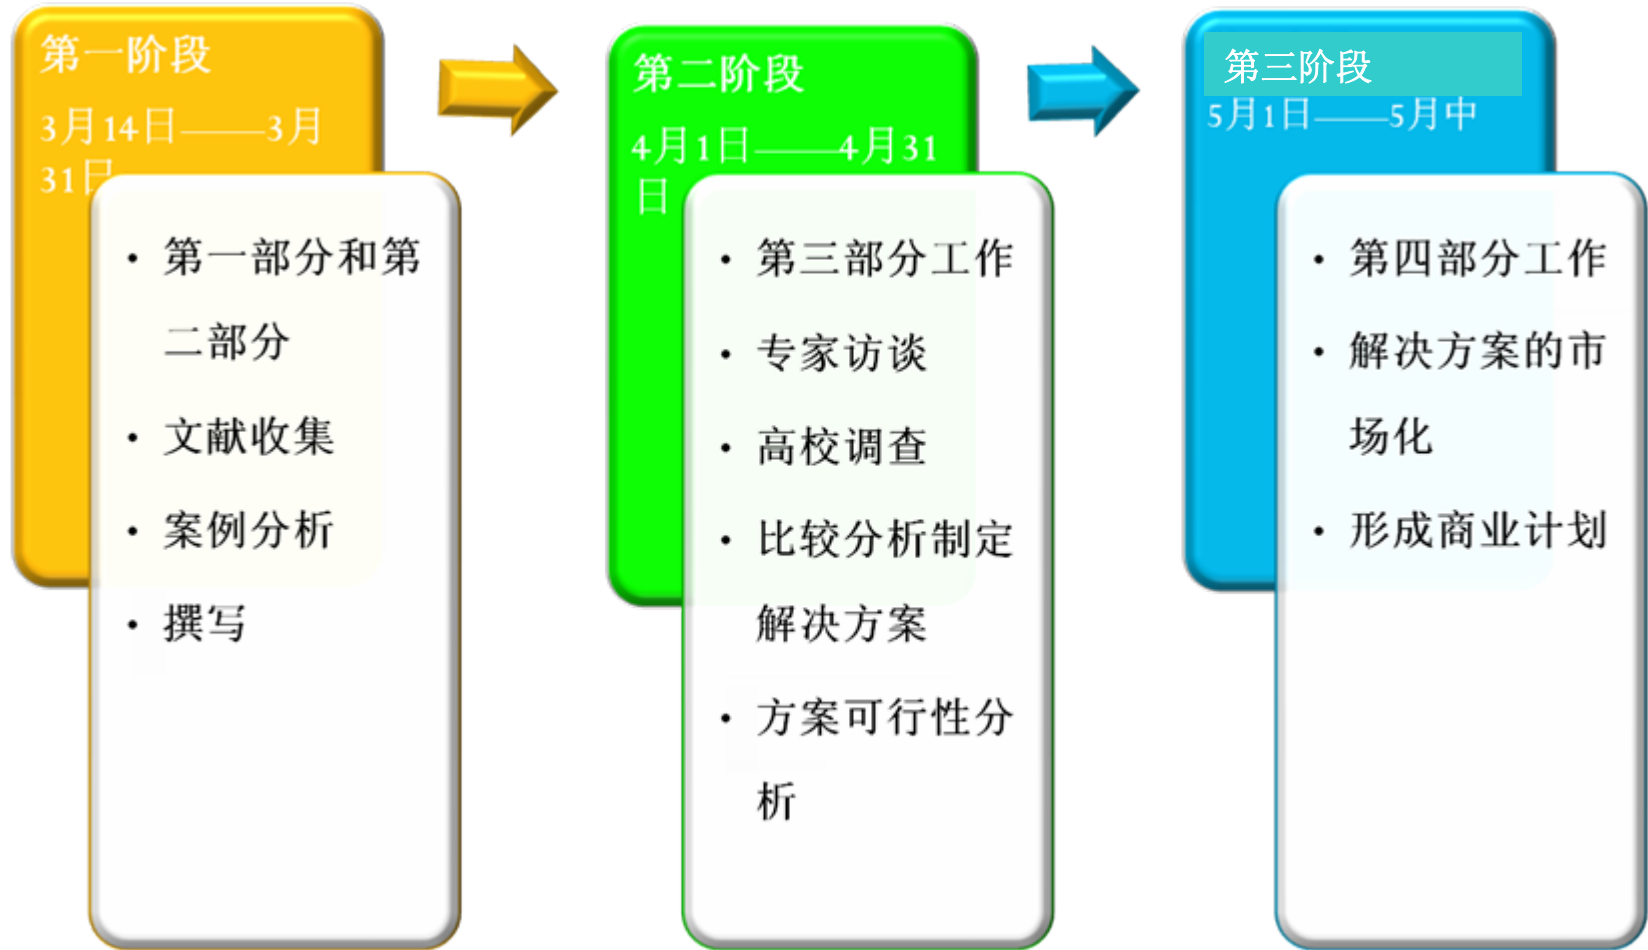 第一阶段
3月14日——3月
31日
• 第一部分和第
二部分
• 文献收集
• 案例分析
• 撰写
第二阶段
4月1日——4月31
日
• 第三部分工作
• 专家访谈
• 高校调查
• 比较分析制定
解决方案
• 方案可行性分
析
第三阶段
5月1日——5月中
• 第四部分工作
• 解决方案的市
场化
• 形成商业计划